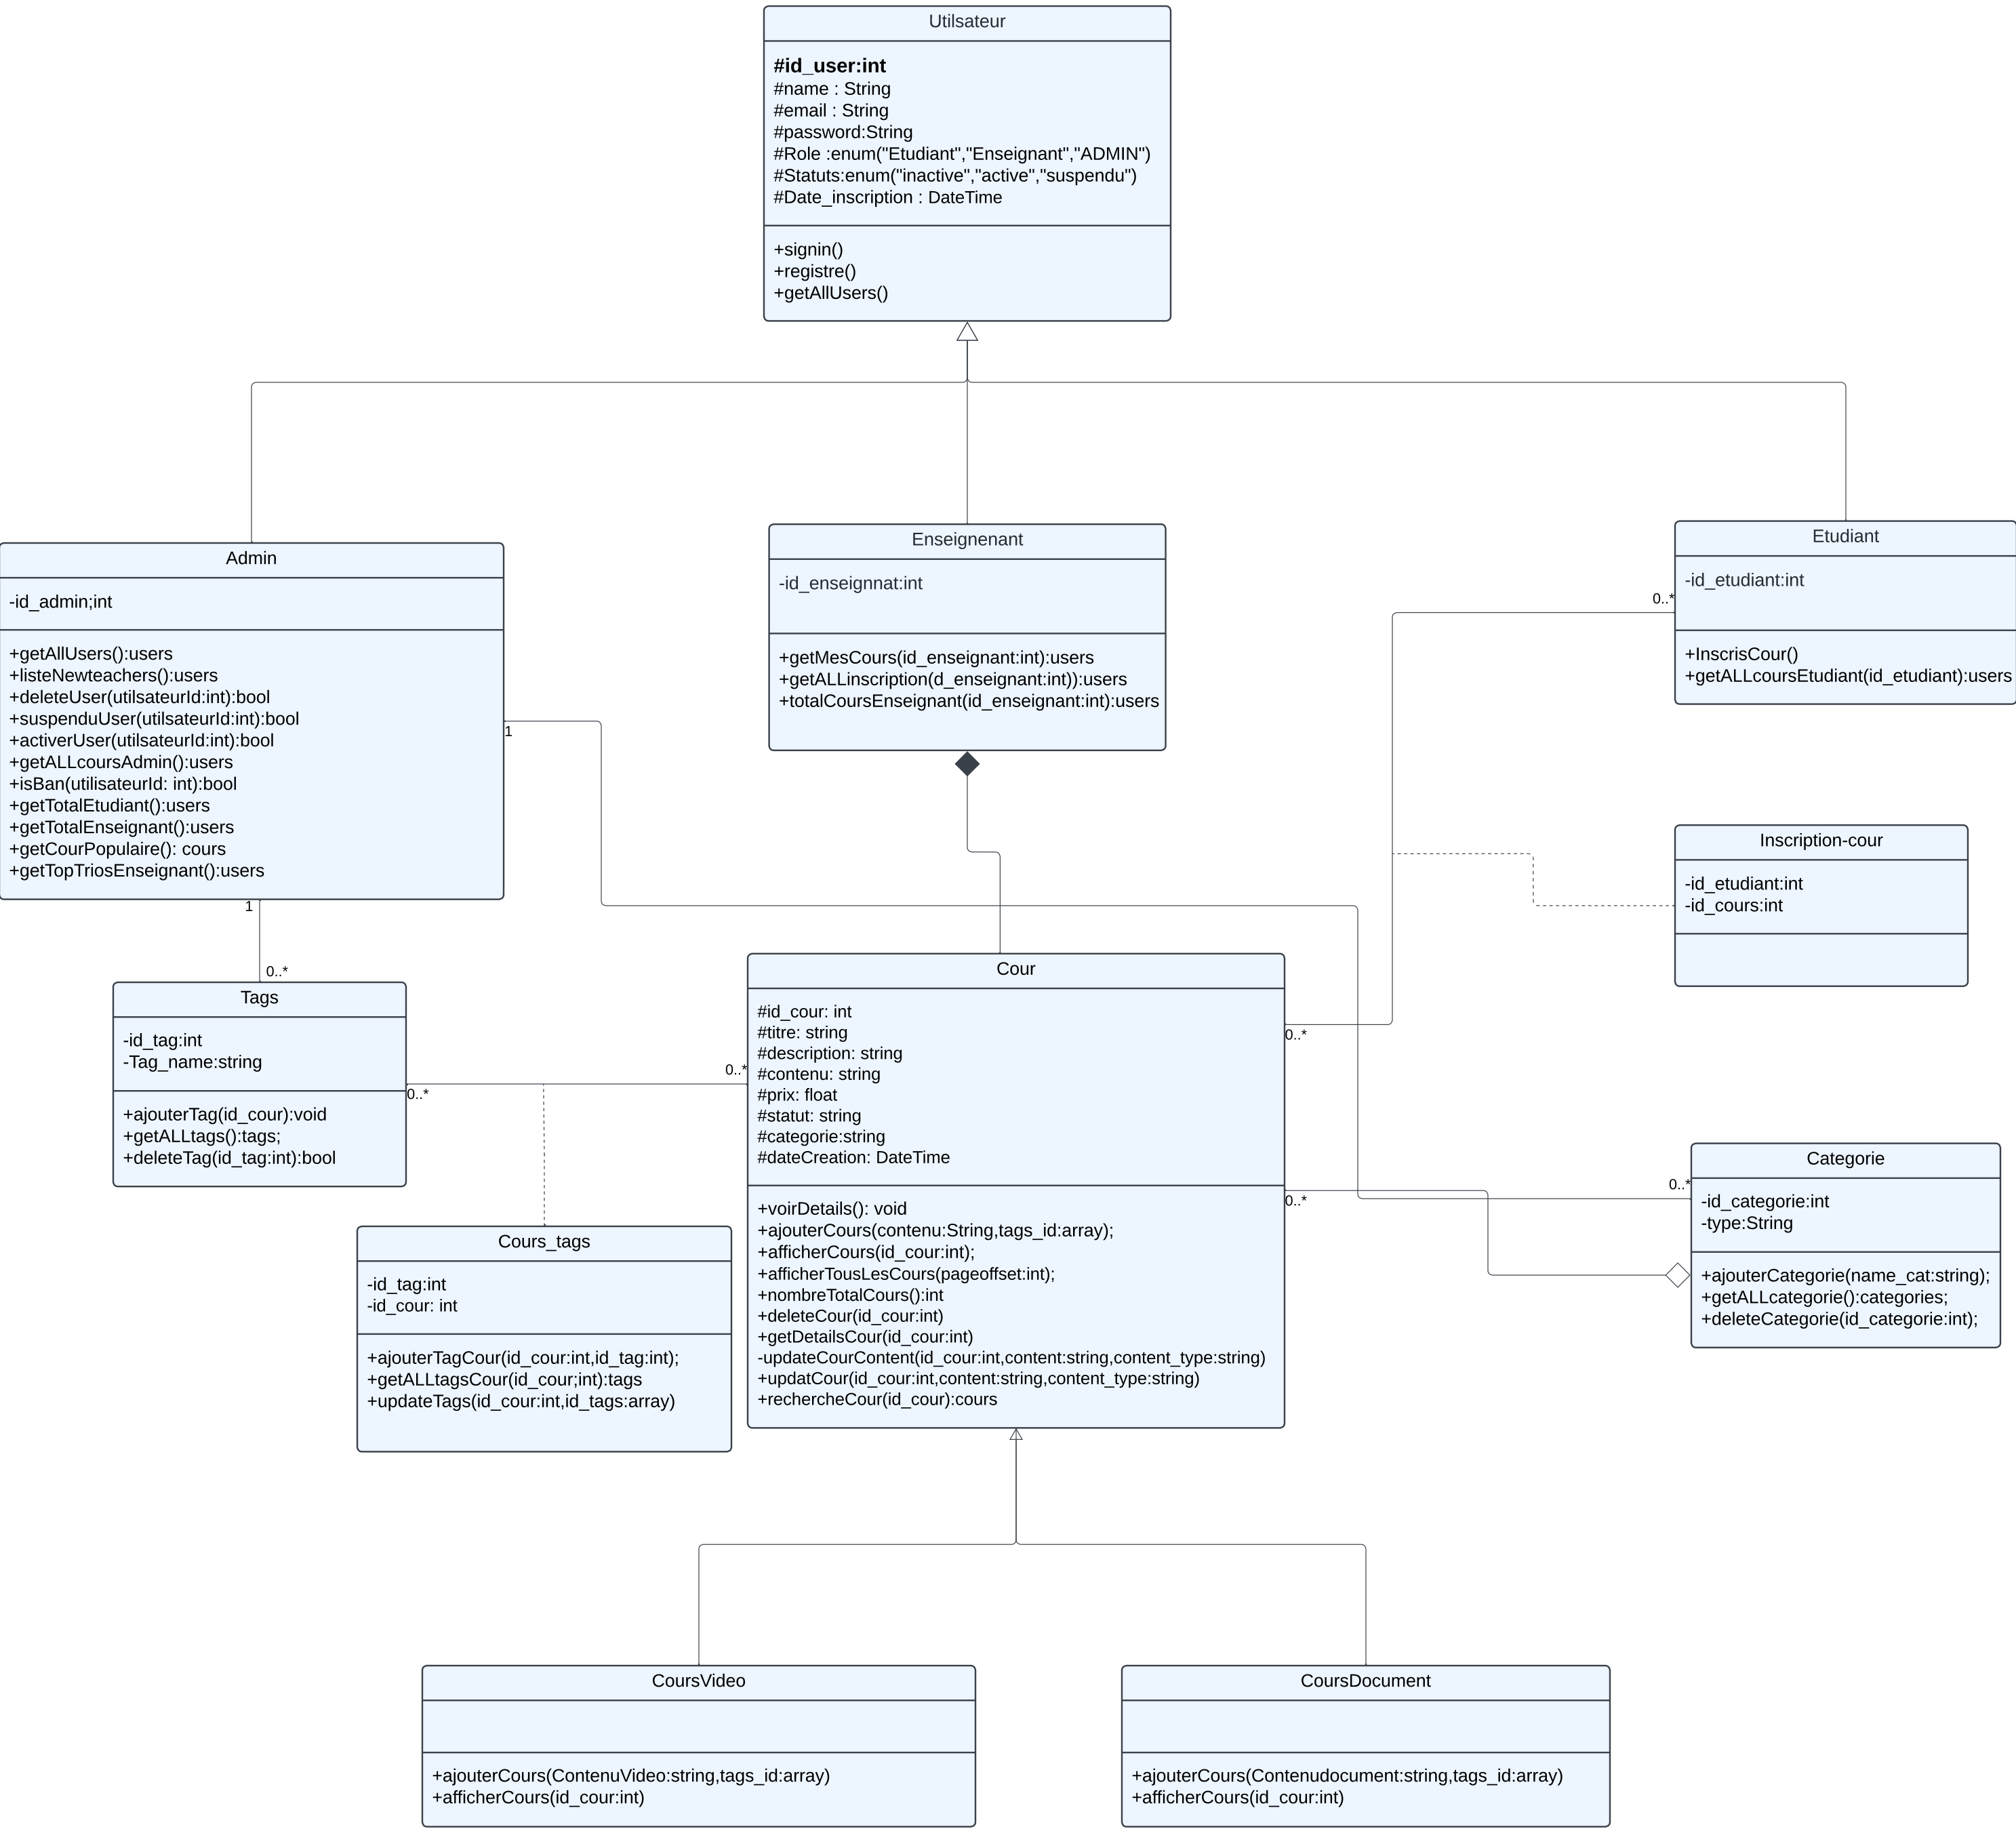 Utilsateur
#id_user:int
#name : String
#email : String
#password:String
#Role :enum("Etudiant","Enseignant","ADMIN")
#Statuts:enum("inactive","active","suspendu")
#Date_inscription : DateTime
+signin()
+registre()
+getAllUsers()
Admin
-id_admin;int
+getAllUsers():users
+listeNewteachers():users
+deleteUser(utilsateurId:int):bool
+suspenduUser(utilsateurId:int):bool
+activerUser(utilsateurId:int):bool
+getALLcoursAdmin():users
+isBan(utilisateurId: int):bool
+getTotalEtudiant():users
+getTotalEnseignant():users
+getCourPopulaire(): cours
+getTopTriosEnseignant():users
1
1
0..*
Enseignenant
-id_enseignnat:int
+getMesCours(id_enseignant:int):users
+getALLinscription(d_enseignant:int)):users
+totalCoursEnseignant(id_enseignant:int):users
Etudiant
-id_etudiant:int
0..*
+InscrisCour()
+getALLcoursEtudiant(id_etudiant):users
Inscription-cour
-id_etudiant:int
-id_cours:int
Tags
-id_tag:int
-Tag_name:string
+ajouterTag(id_cour):void
+getALLtags():tags;
+deleteTag(id_tag:int):bool
0..*
0..*
Cour
#id_cour: int
#titre: string
#description: string
#contenu: string
#prix: float
#statut: string
#categorie:string
#dateCreation: DateTime
+voirDetails(): void
+ajouterCours(contenu:String,tags_id:array);
+afficherCours(id_cour:int);
+afficherTousLesCours(pageoffset:int);
+nombreTotalCours():int
+deleteCour(id_cour:int)
+getDetailsCour(id_cour:int)
-updateCourContent(id_cour:int,content:string,content_type:string)
+updatCour(id_cour:int,content:string,content_type:string)
+rechercheCour(id_cour):cours
0..*
0..*
0..*
Categorie
-id_categorie:int
-type:String
+ajouterCategorie(name_cat:string);
+getALLcategorie():categories;
+deleteCategorie(id_categorie:int);
Cours_tags
-id_tag:int
-id_cour: int
+ajouterTagCour(id_cour:int,id_tag:int);
+getALLtagsCour(id_cour;int):tags
+updateTags(id_cour:int,id_tags:array)
CoursVideo
+ajouterCours(ContenuVideo:string,tags_id:array)
+afficherCours(id_cour:int)
CoursDocument
+ajouterCours(Contenudocument:string,tags_id:array)
+afficherCours(id_cour:int)